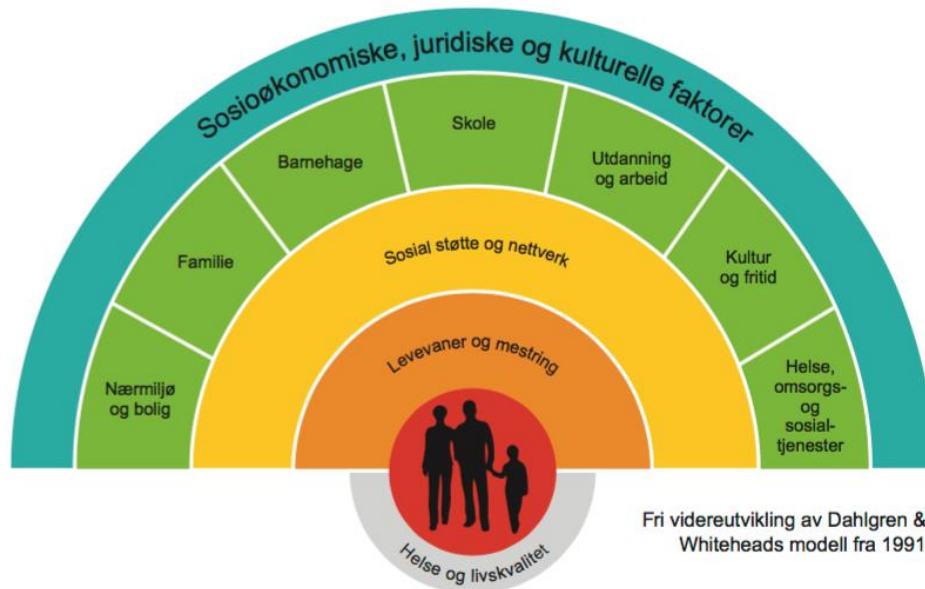 Sosioøkonomiske, juridiske og kulturelle faktorer
Nærmiljø
og bolig
Familie
Barnehage
Skole
Utdanning
og arbeid
Kultur
og fritid
Helse,
omsorgs-
og
sosial-
tjenester
Sosial støtte og nettverk
Levevaner og mestring
Helse og livskvalitet
Fri videreutvikling av Dahlgren &
Whiteheads modell fra 1991